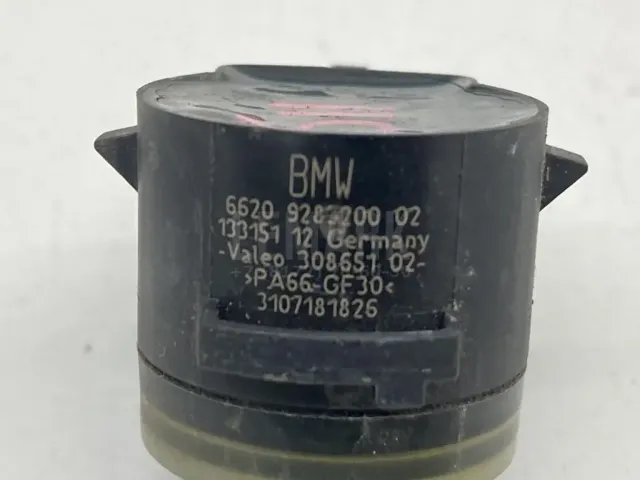 BMW
6620 9283200 02
133151 12 Germany
-Valeo 308651 02-
>PA66-GF30<
3107181826